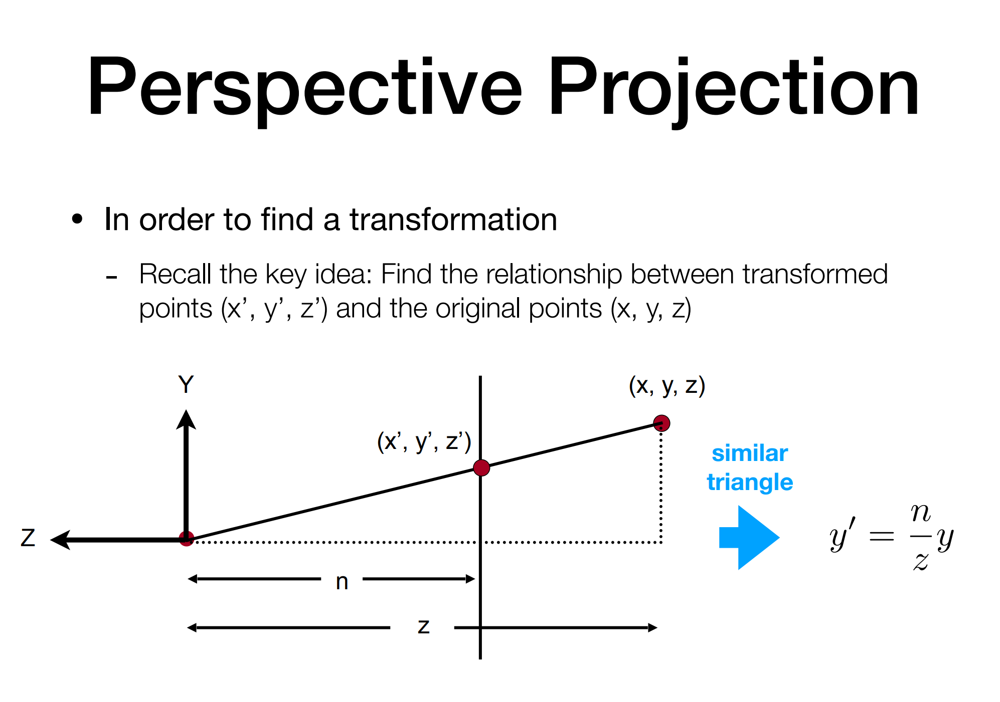 Perspective Projection
• In order to find a transformation
- Recall the key idea: Find the relationship between transformed
points (x’, y’, z’) and the original points (x, y, z)
Y
(x, y, z)
(x’, y’, z’)
similar
triangle
Z
y′ = n/z y
n
z